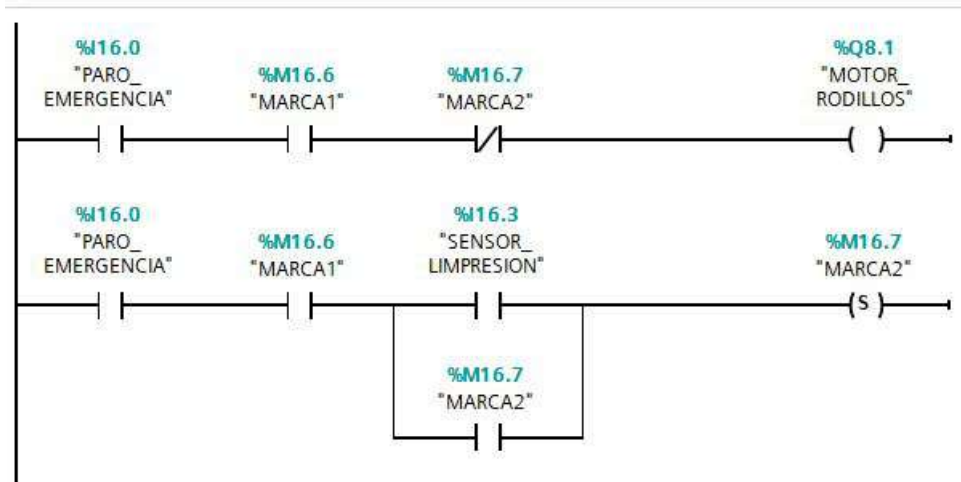 %I16.0
"PARO_
EMERGENCIA"
%M16.6
"MARCA1"
%M16.7
"MARCA2"
%Q8.1
"MOTOR_
RODILLOS"
%I16.0
"PARO_
EMERGENCIA"
%M16.6
"MARCA1"
%I16.3
"SENSOR_
LIMPRESION"
%M16.7
"MARCA2"
S
%M16.7
"MARCA2"